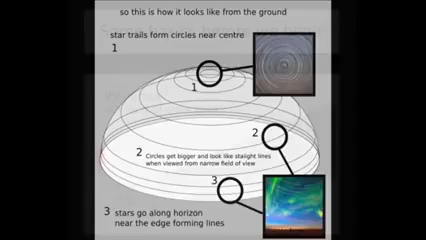 so this is how it looks like from the ground
star trails form circles near centre
1
1
2
2 Circles get bigger and look like staiight lines
when viewed from narrow field of view
3
3 stars go along horizon
near the edge forming lines